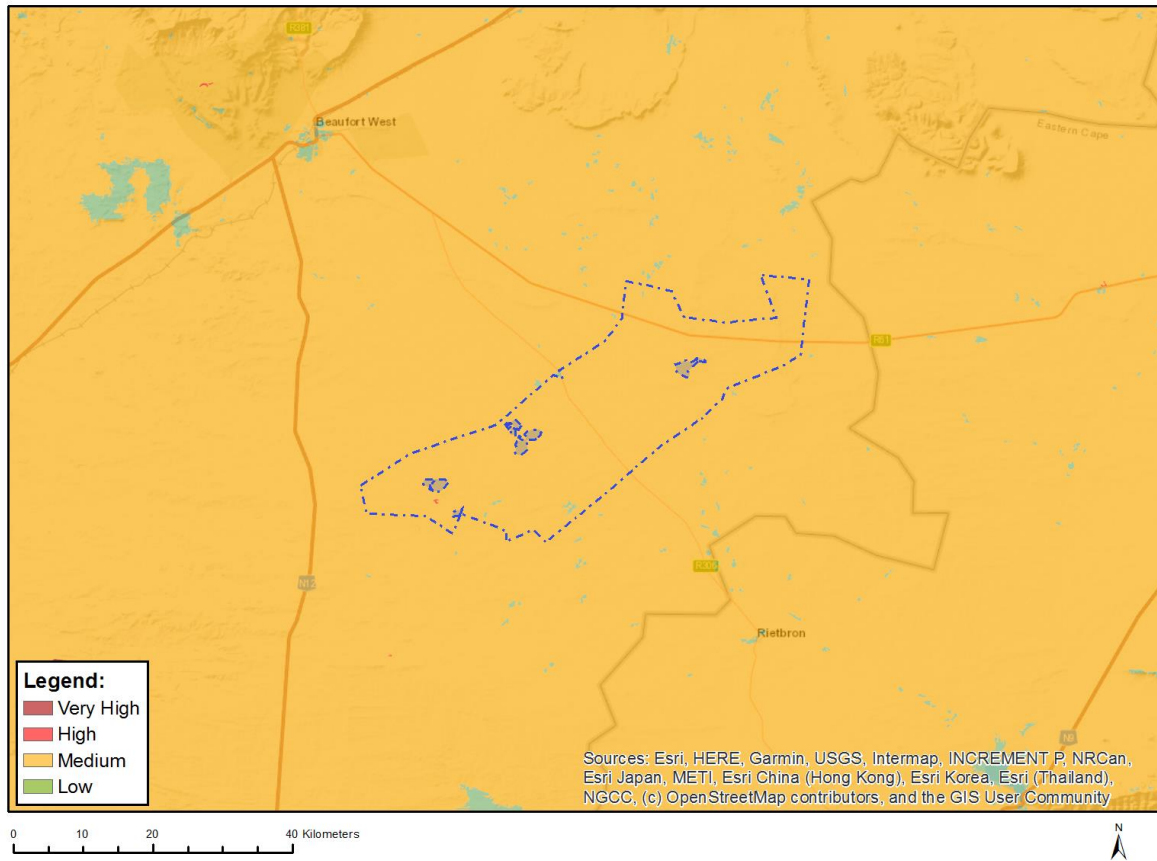 R381
Beaufort West
Eastern Cape
R61
N12
R306
Rietbron
N9
Legend:
Very High
High
Medium
Low
Sources: Esri, HERE, Garmin, USGS, Intermap, INCREMENT P, NRCan,
Esri Japan, METI, Esri China (Hong Kong), Esri Korea, Esri (Thailand),
NGCC, (c) OpenStreetMap contributors, and the GIS User Community
0 10 20 40 Kilometers
N